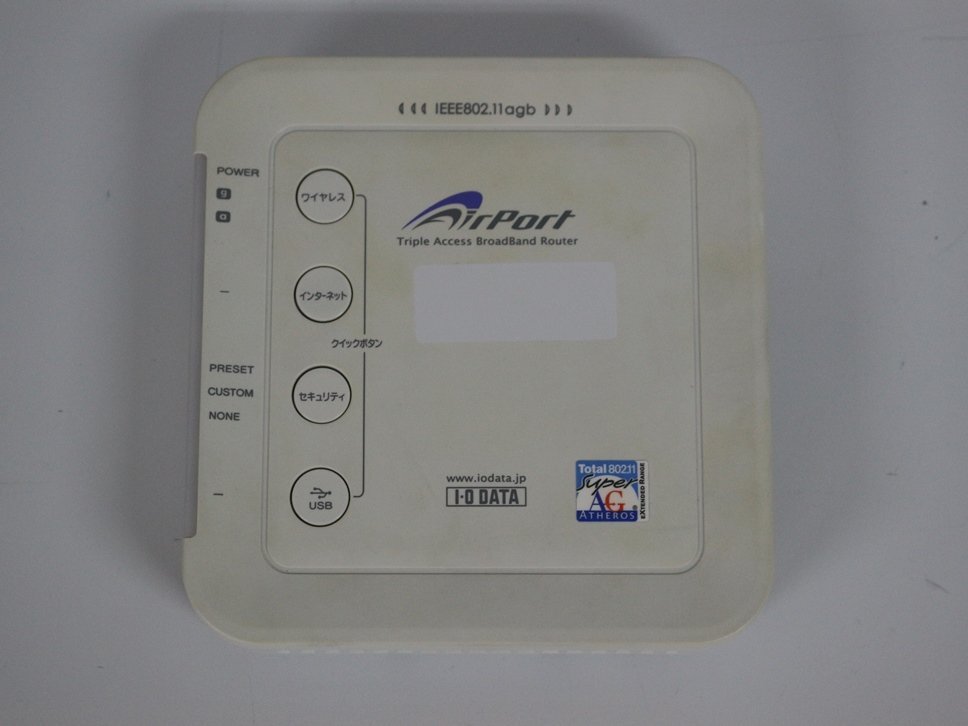 IEEE802.11agb
POWER
g
a
ワイヤレス
AirPort
Triple Access BroadBand Router
インターネット
クイックボタン
PRESET
CUSTOM
NONE
セキュリティ
USB
www.iodata.jp
I-O DATA
Total 802.11
Super
AG
ATHEROS®
EXTENDED RANGE